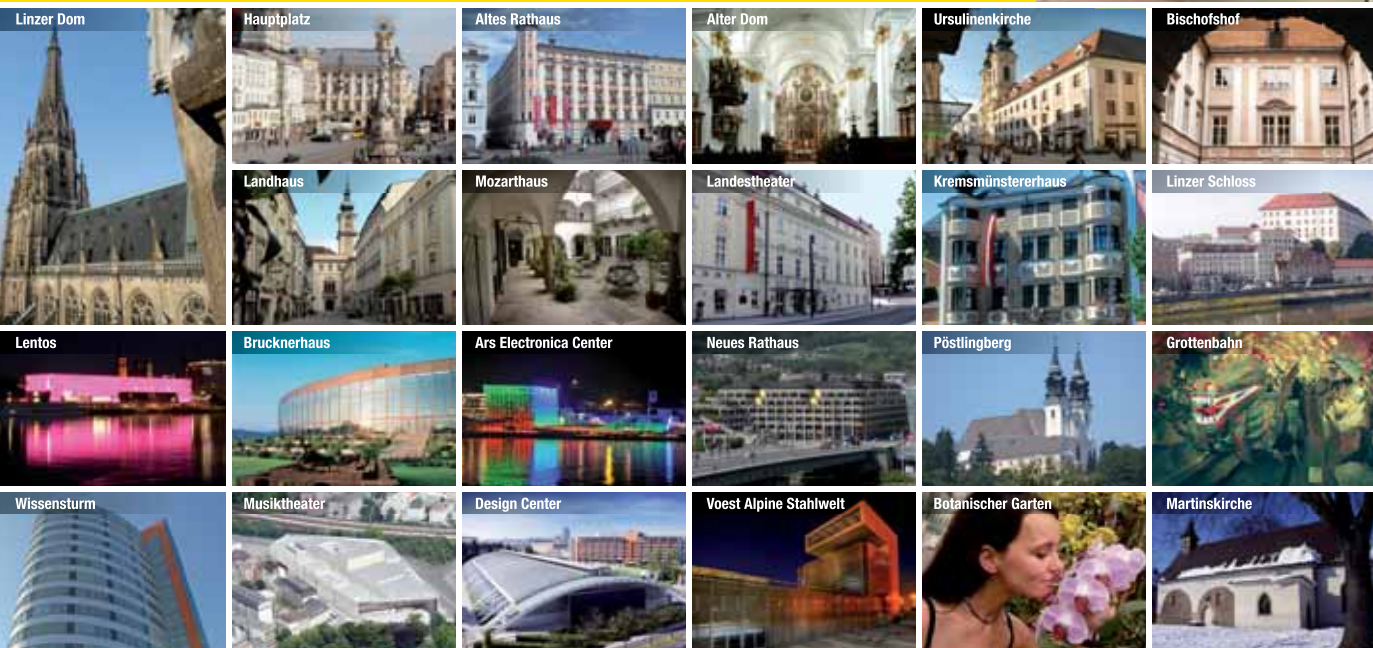 Linzer Dom
Hauptplatz
Altes Rathaus
Alter Dom
Ursulinenkirche
Bischofshof
Landhaus
Mozarthaus
Landestheater
Kremsmünstererhaus
Linzer Schloss
Lentos
Brucknerhaus
Ars Electronica Center
Neues Rathaus
Pöstlingberg
Grottenbahn
Wissensturm
Musiktheater
Design Center
Voest Alpine Stahlwelt
Botanischer Garten
Martinskirche